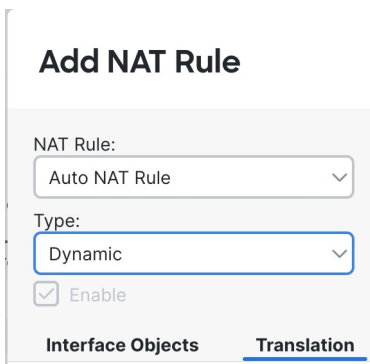 Add NAT Rule
NAT Rule:
Auto NAT Rule
Type:
Dynamic
Enable
Interface Objects Translation